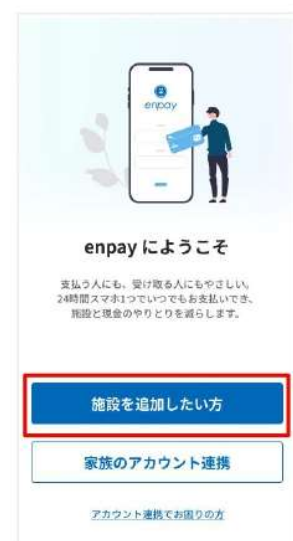 enpay
enpay にようこそ
支払う人にも、受け取る人にもやさしい。
24時間スマホ1つでいつでもお支払いでき、
施設と現金のやりとりを減らします。
施設を追加したい方
家族のアカウント連携
アカウント連携でお困りの方